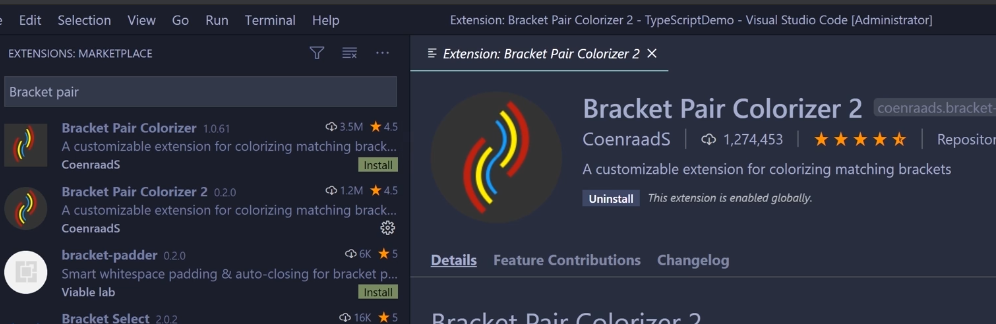 Edit Selection View Go Run Terminal Help Extension: Bracket Pair Colorizer 2 - TypeScriptDemo - Visual Studio Code [Administrator]
EXTENSIONS: MARKETPLACE
Bracket pair
Bracket Pair Colorizer 1.0.61 3.5M 4.5
A customizable extension for colorizing matching brack...
CoenraadS Install
Bracket Pair Colorizer 2 0.2.0 1.2M 4.5
A customizable extension for colorizing matching brack...
CoenraadS
bracket-padder 0.2.0 6K 5
Smart whitespace padding & auto-closing for bracket p...
Viable lab Install
Bracket Select 2.0.2 16K 5
Extension: Bracket Pair Colorizer 2
Bracket Pair Colorizer 2 coenraads.bracket-
CoenraadS 1,274,453 Repositor
A customizable extension for colorizing matching brackets
Uninstall This extension is enabled globally.
Details Feature Contributions Changelog
Bracket Pair Colorizer 2